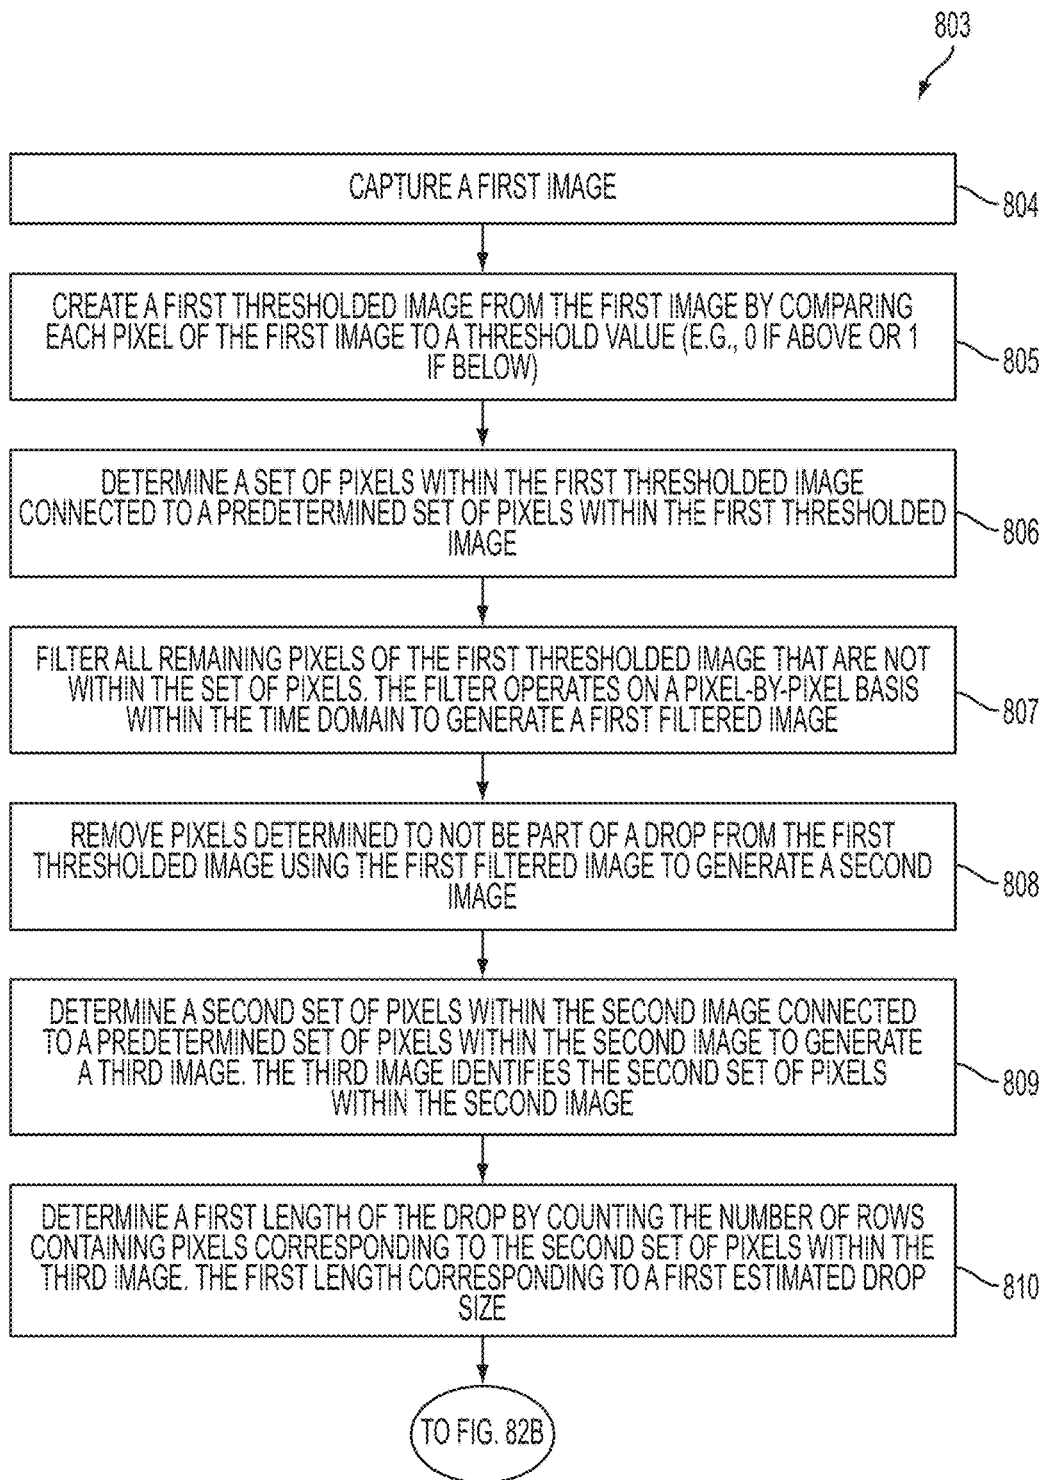 803
CAPTURE A FIRST IMAGE
804
CREATE A FIRST THRESHOLDED IMAGE FROM THE FIRST IMAGE BY COMPARING
EACH PIXEL OF THE FIRST IMAGE TO A THRESHOLD VALUE (E.G., 0 IF ABOVE OR 1
IF BELOW)
805
DETERMINE A SET OF PIXELS WITHIN THE FIRST THRESHOLDED IMAGE
CONNECTED TO A PREDETERMINED SET OF PIXELS WITHIN THE FIRST THRESHOLDED
IMAGE
806
FILTER ALL REMAINING PIXELS OF THE FIRST THRESHOLDED IMAGE THAT ARE NOT
WITHIN THE SET OF PIXELS. THE FILTER OPERATES ON A PIXEL-BY-PIXEL BASIS
WITHIN THE TIME DOMAIN TO GENERATE A FIRST FILTERED IMAGE
807
REMOVE PIXELS DETERMINED TO NOT BE PART OF A DROP FROM THE FIRST
THRESHOLDED IMAGE USING THE FIRST FILTERED IMAGE TO GENERATE A SECOND
IMAGE
808
DETERMINE A SECOND SET OF PIXELS WITHIN THE SECOND IMAGE CONNECTED
TO A PREDETERMINED SET OF PIXELS WITHIN THE SECOND IMAGE TO GENERATE
A THIRD IMAGE. THE THIRD IMAGE IDENTIFIES THE SECOND SET OF PIXELS
WITHIN THE SECOND IMAGE
809
DETERMINE A FIRST LENGTH OF THE DROP BY COUNTING THE NUMBER OF ROWS
CONTAINING PIXELS CORRESPONDING TO THE SECOND SET OF PIXELS WITHIN THE
THIRD IMAGE. THE FIRST LENGTH CORRESPONDING TO A FIRST ESTIMATED DROP
SIZE
810
TO FIG. 82B